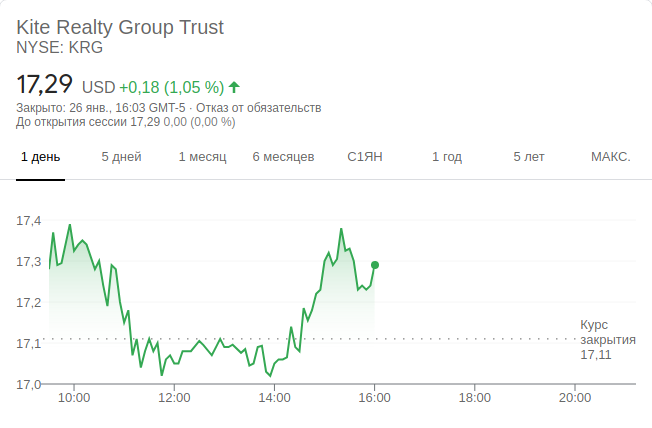 Kite Realty Group Trust
NYSE: KRG
17,29 USD +0,18 (1,05 %)
Закрыто: 26 янв., 16:03 GMT-5 · Отказ от обязательств
До открытия сессии 17,29 0,00 (0,00 %)
1 день 5 дней 1 месяц 6 месяцев С1ЯН 1 год 5 лет МАКС.
17,4
17,3
17,2
17,1
17,0
Курс
закрытия
17,11
10:00 12:00 14:00 16:00 18:00 20:00